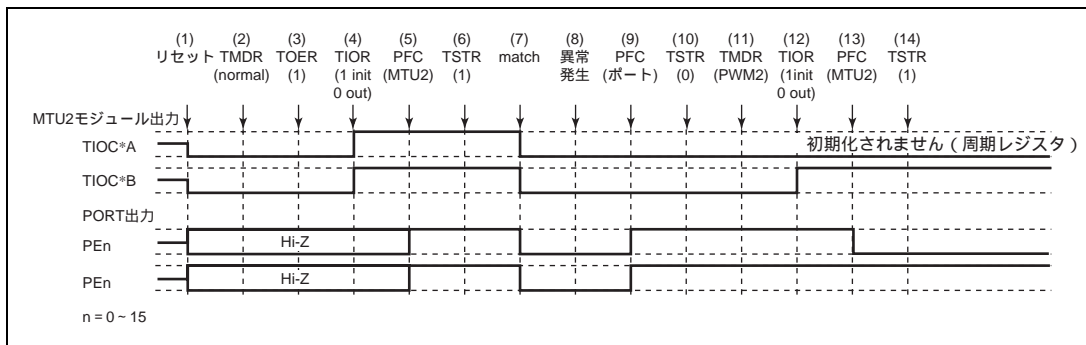 (1) (2) (3) (4) (5) (6) (7) (8) (9) (10) (11) (12) (13) (14)
リセット TMDR TOER TIOR PFC TSTR match 異常 PFC TSTR TMDR TIOR PFC TSTR
(normal) (1) (1 init (MTU2) (1) 発生 (ポート) (0) (PWM2) (1init (MTU2) (1)
0 out) 0 out)
MTU2モジュール出力
TIOC*A 初期化されません ( 周期レジスタ )
TIOC*B
PORT出力
PEn Hi-Z
PEn Hi-Z
n = 0 ~ 15